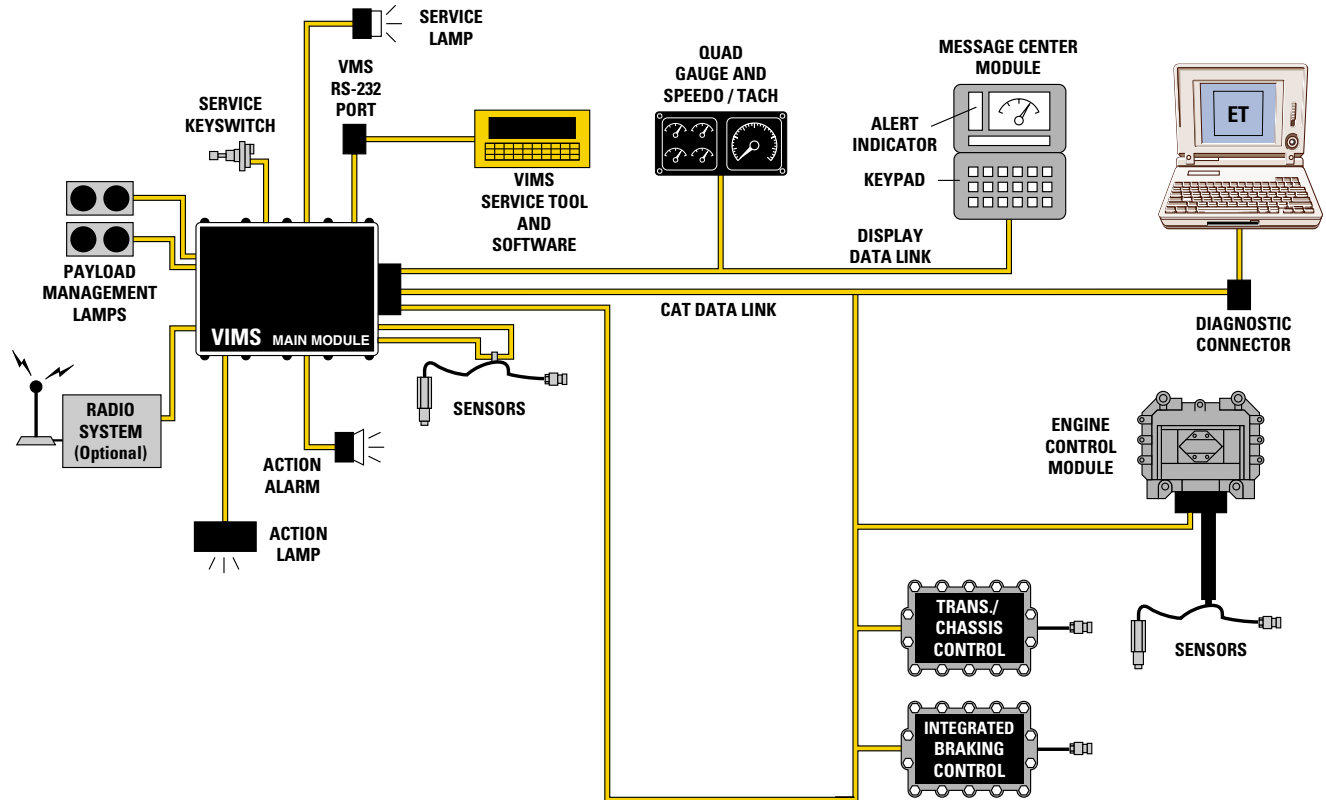 SERVICE
LAMP
VMS
RS-232
PORT
SERVICE
KEYSWITCH
VIMS
SERVICE TOOL
AND
SOFTWARE
PAYLOAD
MANAGEMENT
LAMPS
VIMS MAIN MODULE
RADIO
SYSTEM
(Optional)
ACTION
ALARM
ACTION
LAMP
SENSORS
QUAD
GAUGE AND
SPEEDO / TACH
MESSAGE CENTER
MODULE
ALERT
INDICATOR
KEYPAD
ET
DISPLAY
DATA LINK
CAT DATA LINK
DIAGNOSTIC
CONNECTOR
ENGINE
CONTROL
MODULE
SENSORS
TRANS./
CHASSIS
CONTROL
INTEGRATED
BRAKING
CONTROL